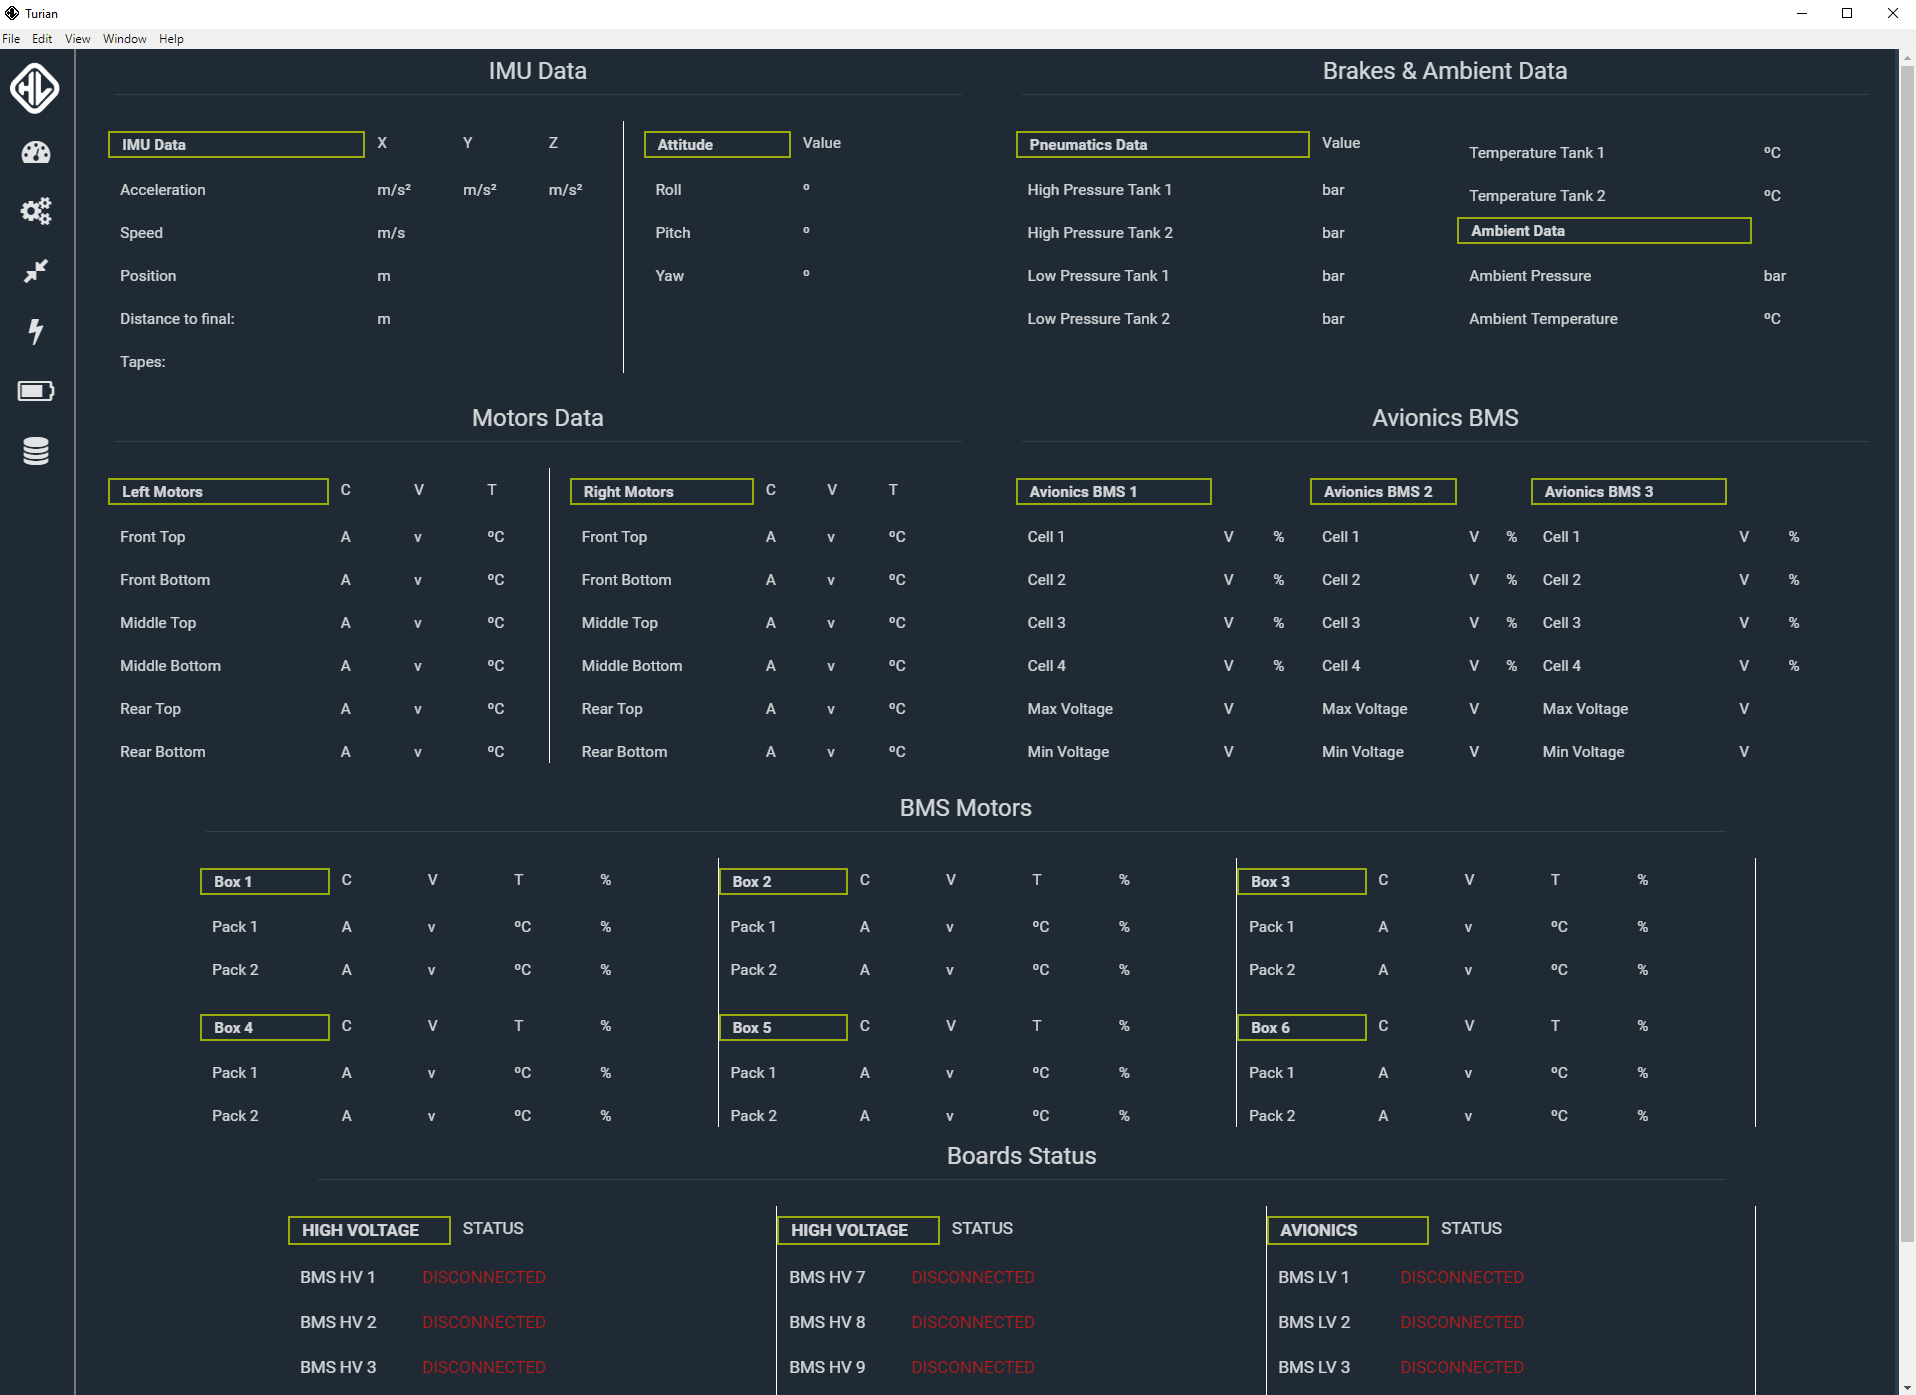 Turian
File Edit View Window Help
IMU Data
IMU Data X Y Z
Acceleration m/s² m/s² m/s²
Speed m/s
Position m
Distance to final: m
Tapes:
Attitude Value
Roll º
Pitch º
Yaw º
Brakes & Ambient Data
Pneumatics Data Value
High Pressure Tank 1 bar
High Pressure Tank 2 bar
Low Pressure Tank 1 bar
Low Pressure Tank 2 bar
Temperature Tank 1 ºC
Temperature Tank 2 ºC
Ambient Data
Ambient Pressure bar
Ambient Temperature ºC
Motors Data
Left Motors C V T
Front Top A v ºC
Front Bottom A v ºC
Middle Top A v ºC
Middle Bottom A v ºC
Rear Top A v ºC
Rear Bottom A v ºC
Right Motors C V T
Front Top A v ºC
Front Bottom A v ºC
Middle Top A v ºC
Middle Bottom A v ºC
Rear Top A v ºC
Rear Bottom A v ºC
Avionics BMS
Avionics BMS 1
Cell 1 V %
Cell 2 V %
Cell 3 V %
Cell 4 V %
Max Voltage V
Min Voltage V
Avionics BMS 2
Cell 1 V %
Cell 2 V %
Cell 3 V %
Cell 4 V %
Max Voltage V
Min Voltage V
Avionics BMS 3
Cell 1 V %
Cell 2 V %
Cell 3 V %
Cell 4 V %
Max Voltage V
Min Voltage V
BMS Motors
Box 1 C V T %
Pack 1 A v ºC %
Pack 2 A v ºC %
Box 2 C V T %
Pack 1 A v ºC %
Pack 2 A v ºC %
Box 3 C V T %
Pack 1 A v ºC %
Pack 2 A v ºC %
Box 4 C V T %
Pack 1 A v ºC %
Pack 2 A v ºC %
Box 5 C V T %
Pack 1 A v ºC %
Pack 2 A v ºC %
Box 6 C V T %
Pack 1 A v ºC %
Pack 2 A v ºC %
Boards Status
HIGH VOLTAGE STATUS
BMS HV 1 DISCONNECTED
BMS HV 2 DISCONNECTED
BMS HV 3 DISCONNECTED
HIGH VOLTAGE STATUS
BMS HV 7 DISCONNECTED
BMS HV 8 DISCONNECTED
BMS HV 9 DISCONNECTED
AVIONICS STATUS
BMS LV 1 DISCONNECTED
BMS LV 2 DISCONNECTED
BMS LV 3 DISCONNECTED